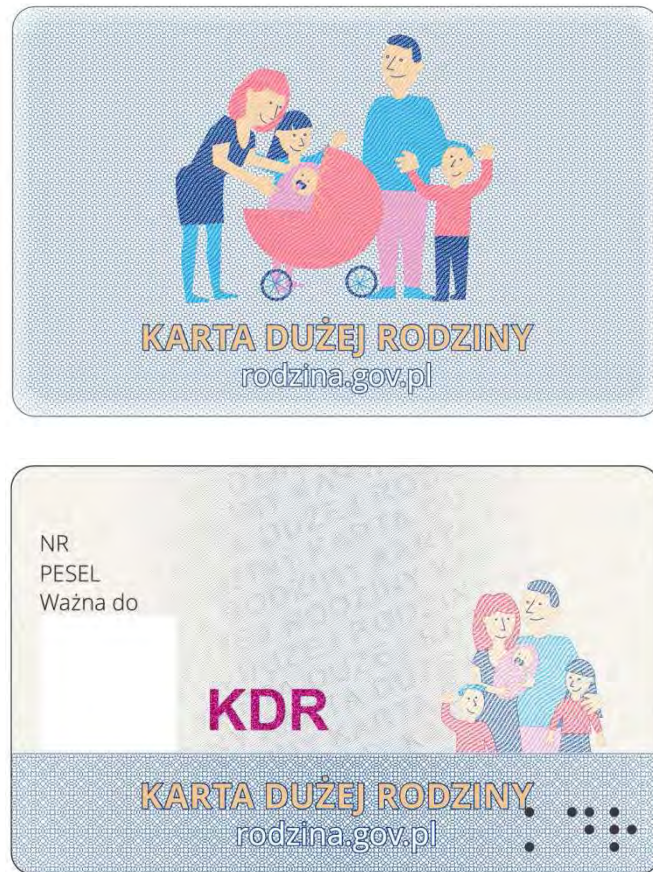 KARTA DUŻEJ RODZINY
rodzina.gov.pl
NR
PESEL
Ważna do
KDR
KARTA DUŻEJ RODZINY
rodzina.gov.pl